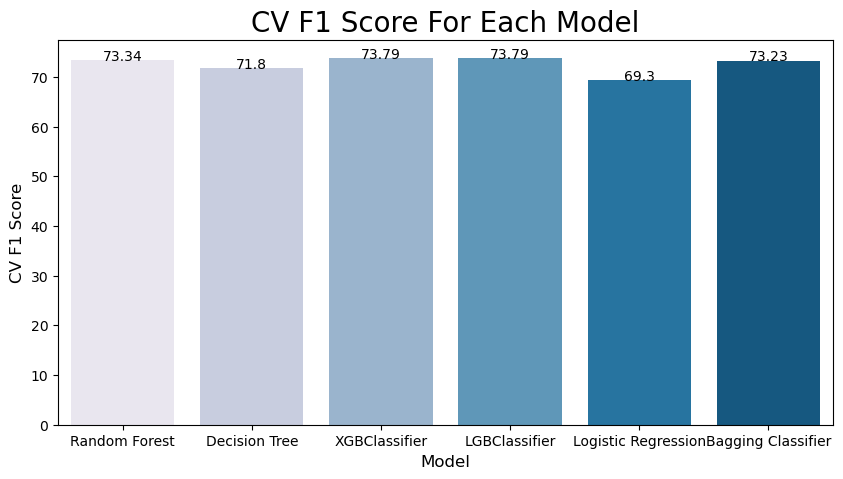 CV F1 Score For Each Model
73.34 71.8 73.79 73.79 69.3 73.23
70
60
50
40
30
20
10
0
CV F1 Score
Random Forest Decision Tree XGBClassifier LGBClassifier Logistic Regression Bagging Classifier
Model